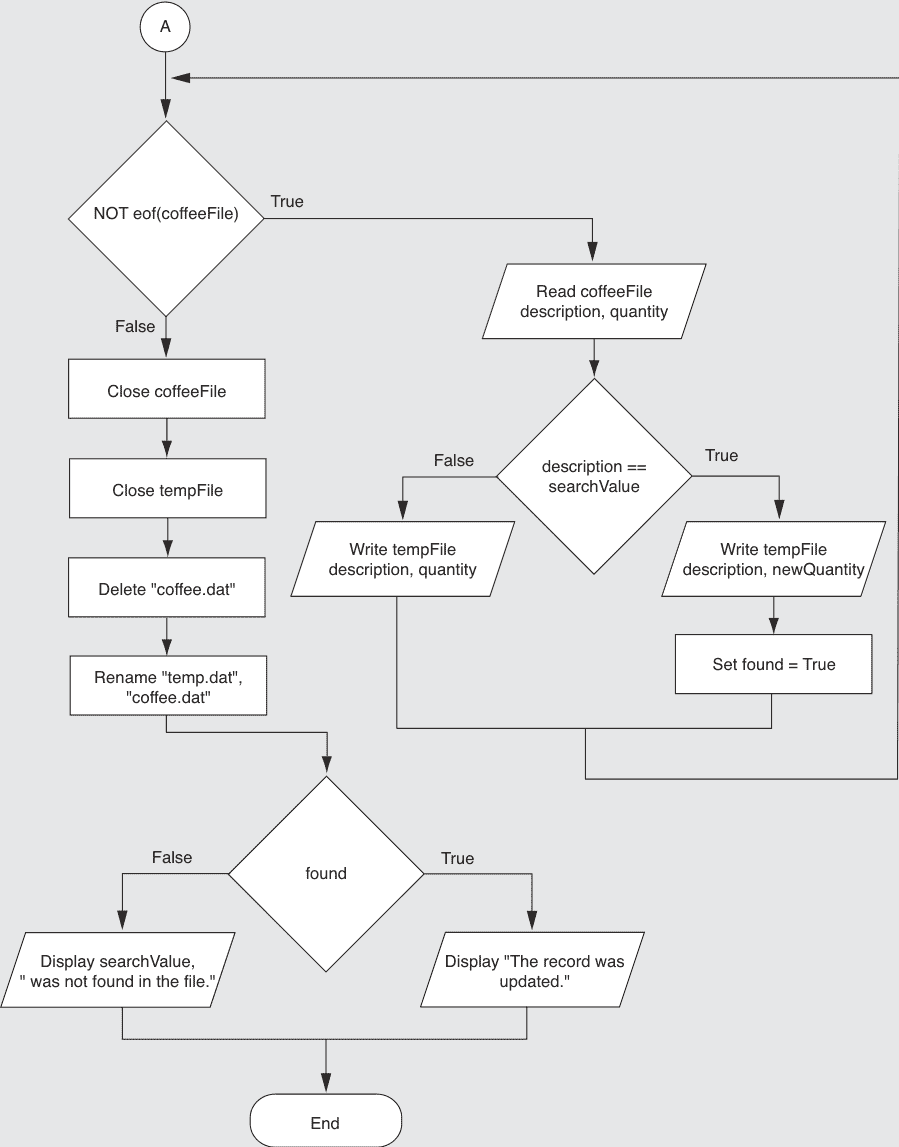 A
NOT eof(coffeeFile)
True
False
Read coffeeFile
description, quantity
description ==
searchValue
False
True
Write tempFile
description, quantity
Write tempFile
description, newQuantity
Set found = True
Close coffeeFile
Close tempFile
Delete "coffee.dat"
Rename "temp.dat",
"coffee.dat"
found
False
True
Display searchValue,
" was not found in the file."
Display "The record was
updated."
End